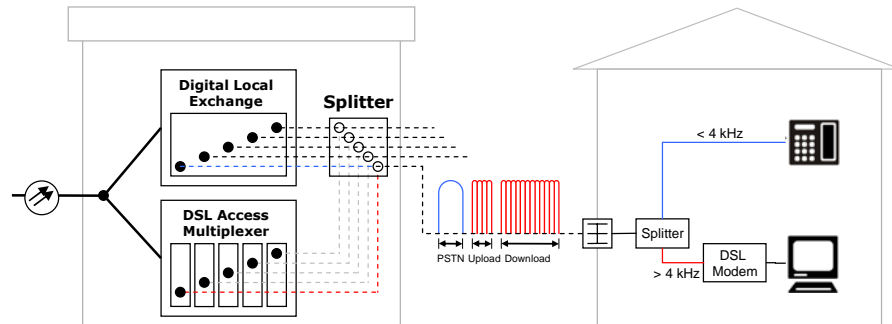 Digital Local
Exchange
Splitter
DSL Access
Multiplexer
PSTN Upload Download
< 4 kHz
Splitter
> 4 kHz
DSL
Modem